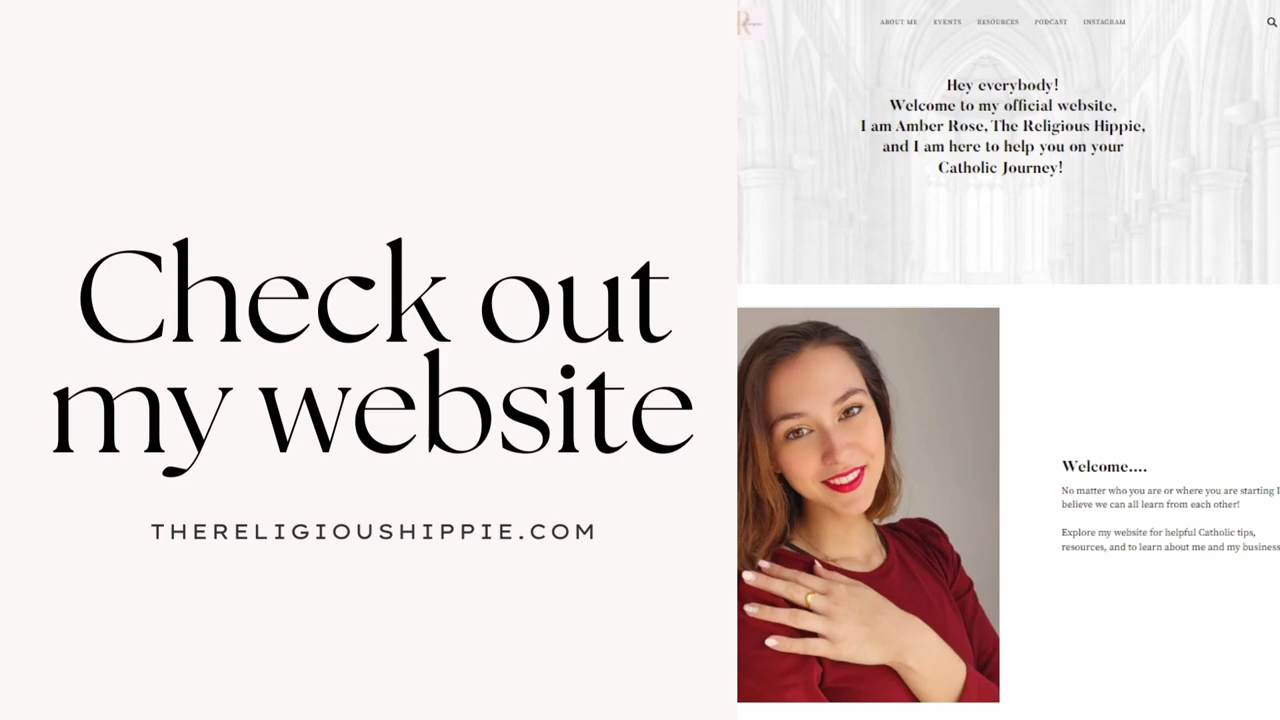 Check out
my website
THERELIGIOUSHIPPIE.COM
R
ABOUT ME EVENTS RESOURCES PODCAST INSTAGRAM
Hey everybody!
Welcome to my official website,
I am Amber Rose, The Religious Hippie,
and I am here to help you on your
Catholic Journey!
Welcome....
No matter who you are or where you are starting I
believe we can all learn from each other!
Explore my website for helpful Catholic tips,
resources, and to learn about me and my business